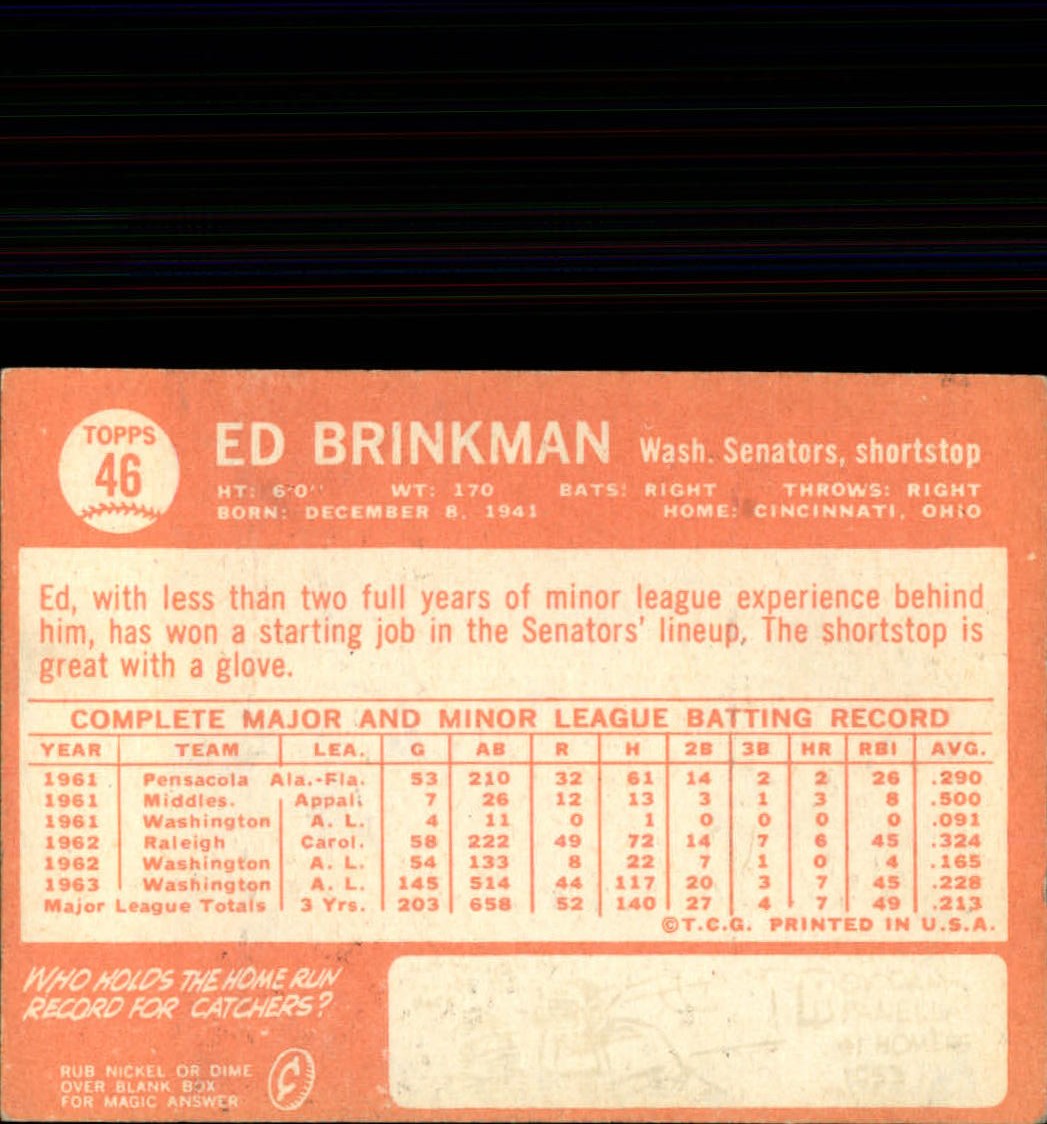 TOPPS
46
ED BRINKMAN Wash. Senators, shortstop
HT: 6'0" WT: 170 BATS: RIGHT THROWS: RIGHT
BORN: DECEMBER 8, 1941 HOME: CINCINNATI, OHIO
Ed, with less than two full years of minor league experience behind
him, has won a starting job in the Senators' lineup. The shortstop is
great with a glove.
COMPLETE MAJOR AND MINOR LEAGUE BATTING RECORD
YEAR TEAM LEA. G AB R H 2B 3B HR RBI AVG.
1961 Pensacola Ala.-Fla. 53 210 32 61 14 2 2 26 .290
1961 Middles. Appal. 7 26 12 13 3 1 3 8 .500
1961 Washington A. L. 4 11 0 1 0 0 0 0 .091
1962 Raleigh Carol. 58 222 49 72 14 7 6 45 .324
1962 Washington A. L. 54 133 8 22 7 1 0 4 .165
1963 Washington A. L. 145 514 44 117 20 3 7 45 .228
Major League Totals 3 Yrs. 203 658 52 140 27 4 7 49 .213
©T.C.G. PRINTED IN U.S.A.
WHO HOLDS THE HOME RUN
RECORD FOR CATCHERS?
RUB NICKEL OR DIME
OVER BLANK BOX
FOR MAGIC ANSWER